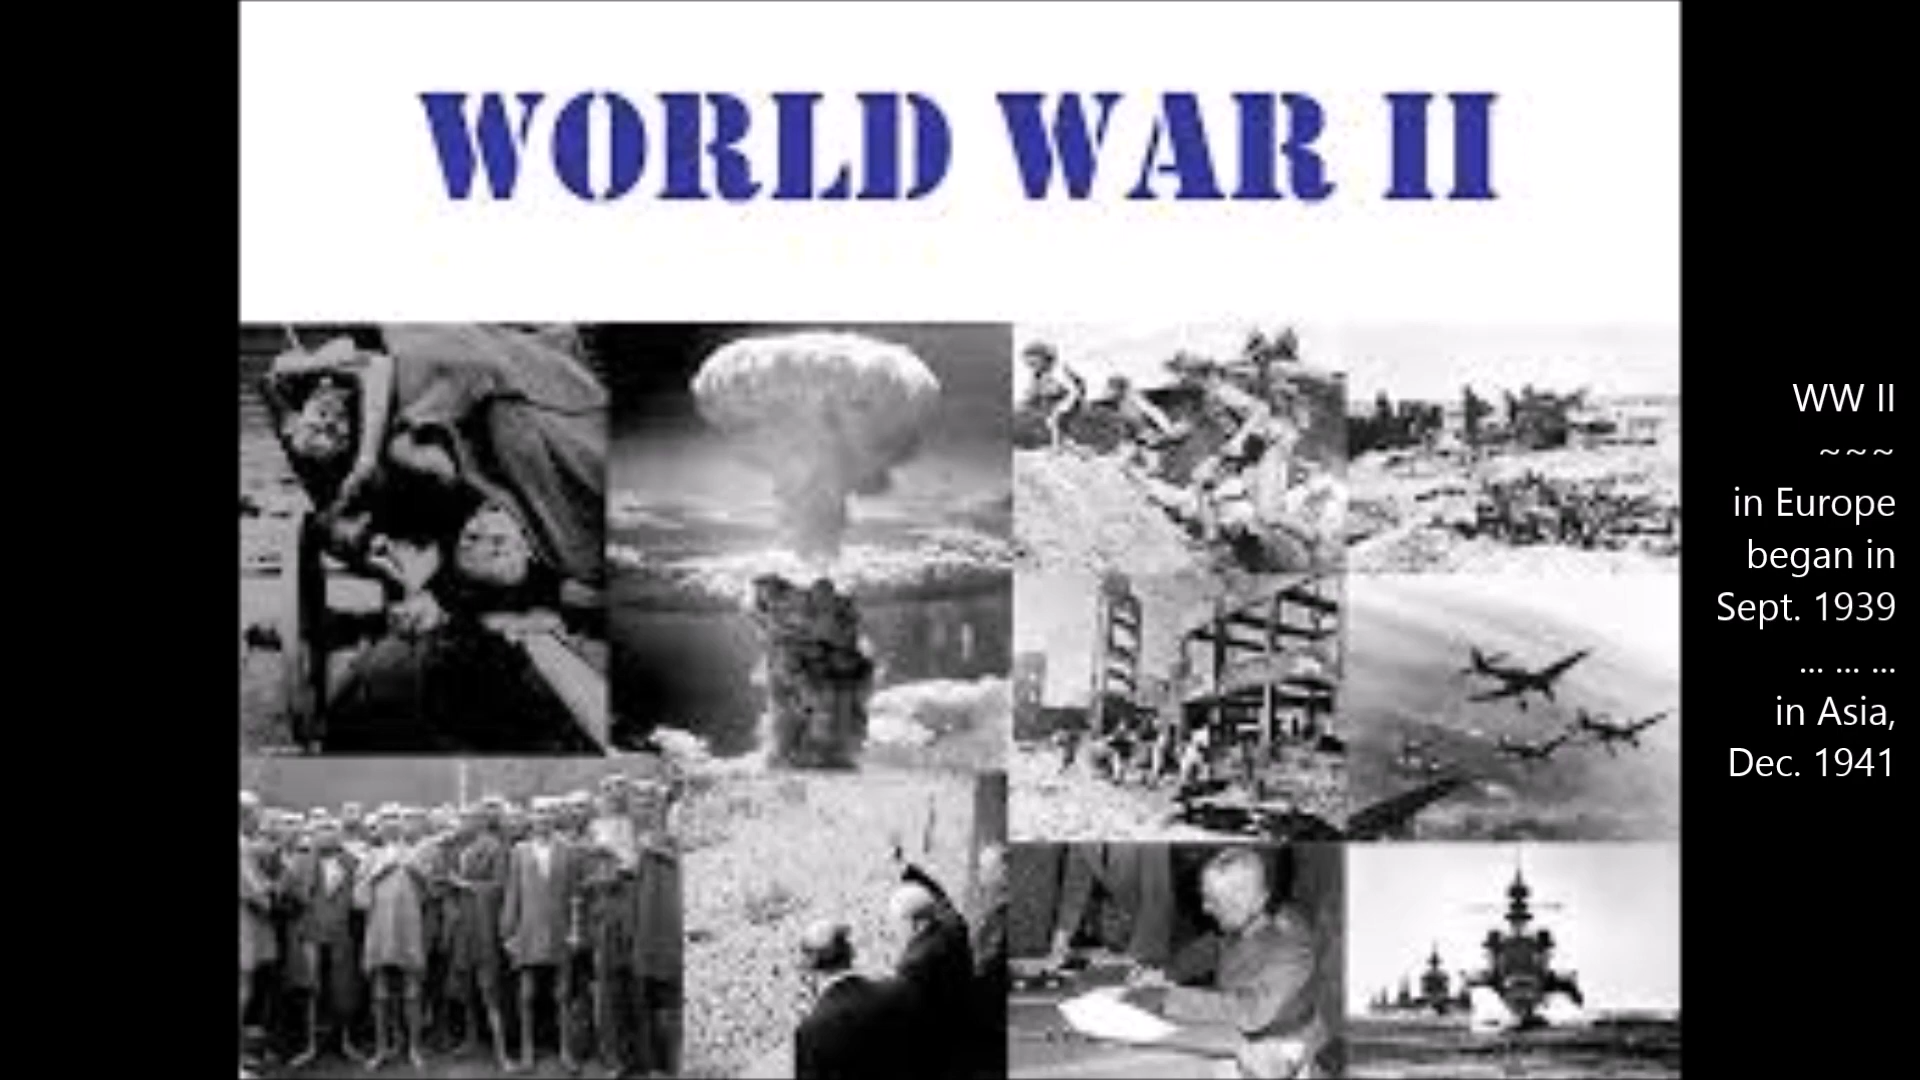 WORLD WAR II
WW II
~~~
in Europe
began in
Sept. 1939
... ... ...
in Asia,
Dec. 1941